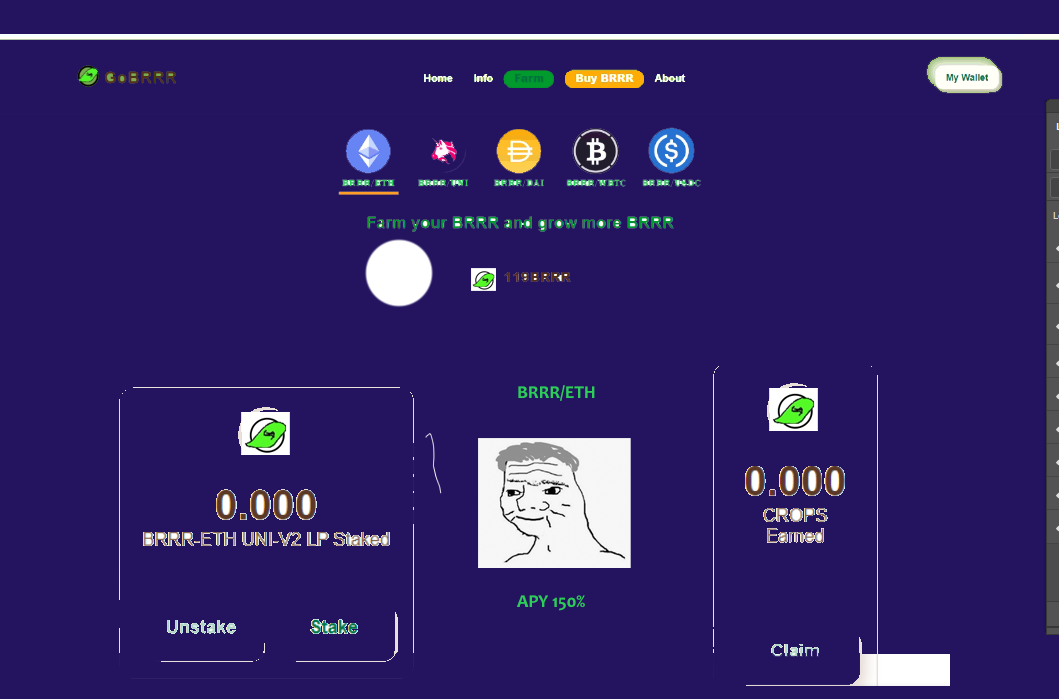 GoBRRR
Home Info Farm Buy BRRR About
My Wallet
BRRR/ETH BRRR/UNI BRRR/DAI BRRR/WBTC BRRR/USDC
Farm your BRRR and grow more BRRR
BRRR
BRRR/ETH
0.000
BRRR-ETH UNI-V2 LP Staked
0.000
CROPS
Earned
APY 150%
Unstake Stake
Claim